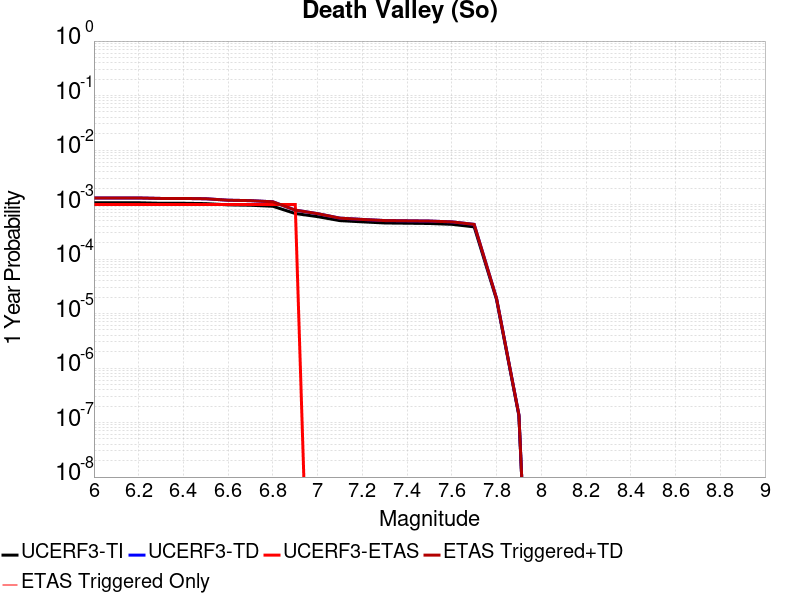 Death Valley (So)
10^0
10^-1
10^-2
10^-3
10^-4
10^-5
10^-6
10^-7
10^-8
1 Year Probability
6 6.2 6.4 6.6 6.8 7 7.2 7.4 7.6 7.8 8 8.2 8.4 8.6 8.8 9
Magnitude
UCERF3-TI UCERF3-TD UCERF3-ETAS ETAS Triggered+TD
ETAS Triggered Only